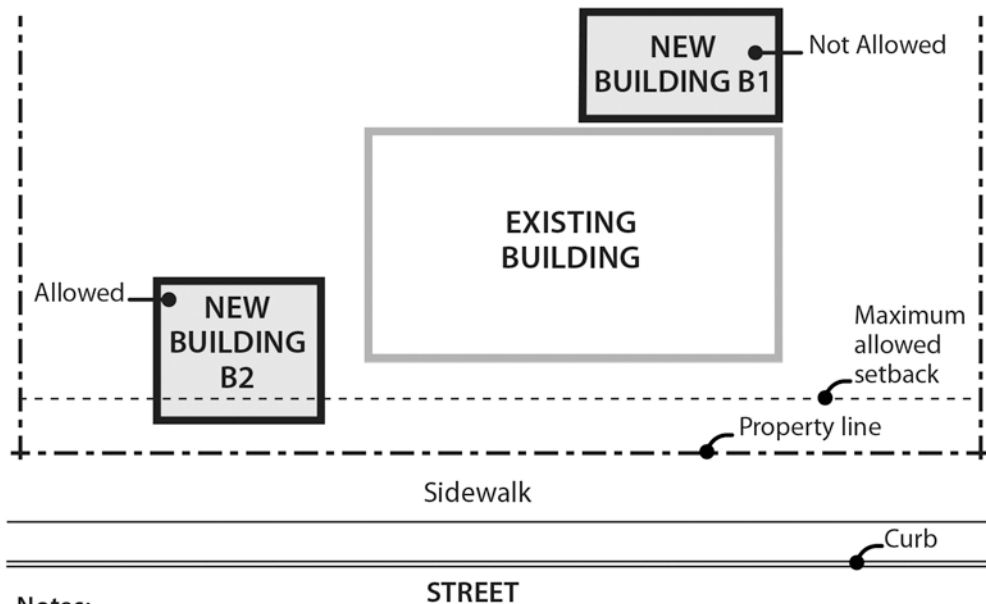 NEW
BUILDING B1
Not Allowed
EXISTING
BUILDING
Allowed
NEW
BUILDING
B2
Maximum
allowed
setback
Property line
Sidewalk
Curb
STREET
Notes: